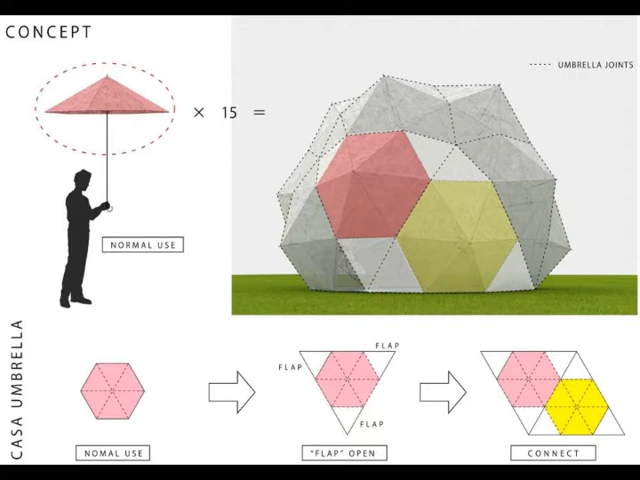 CONCEPT
UMBRELLA JOINTS
× 15 =
NORMAL USE
CASA UMBRELLA
FLAP
FLAP
FLAP
NOMAL USE
"FLAP" OPEN
CONNECT